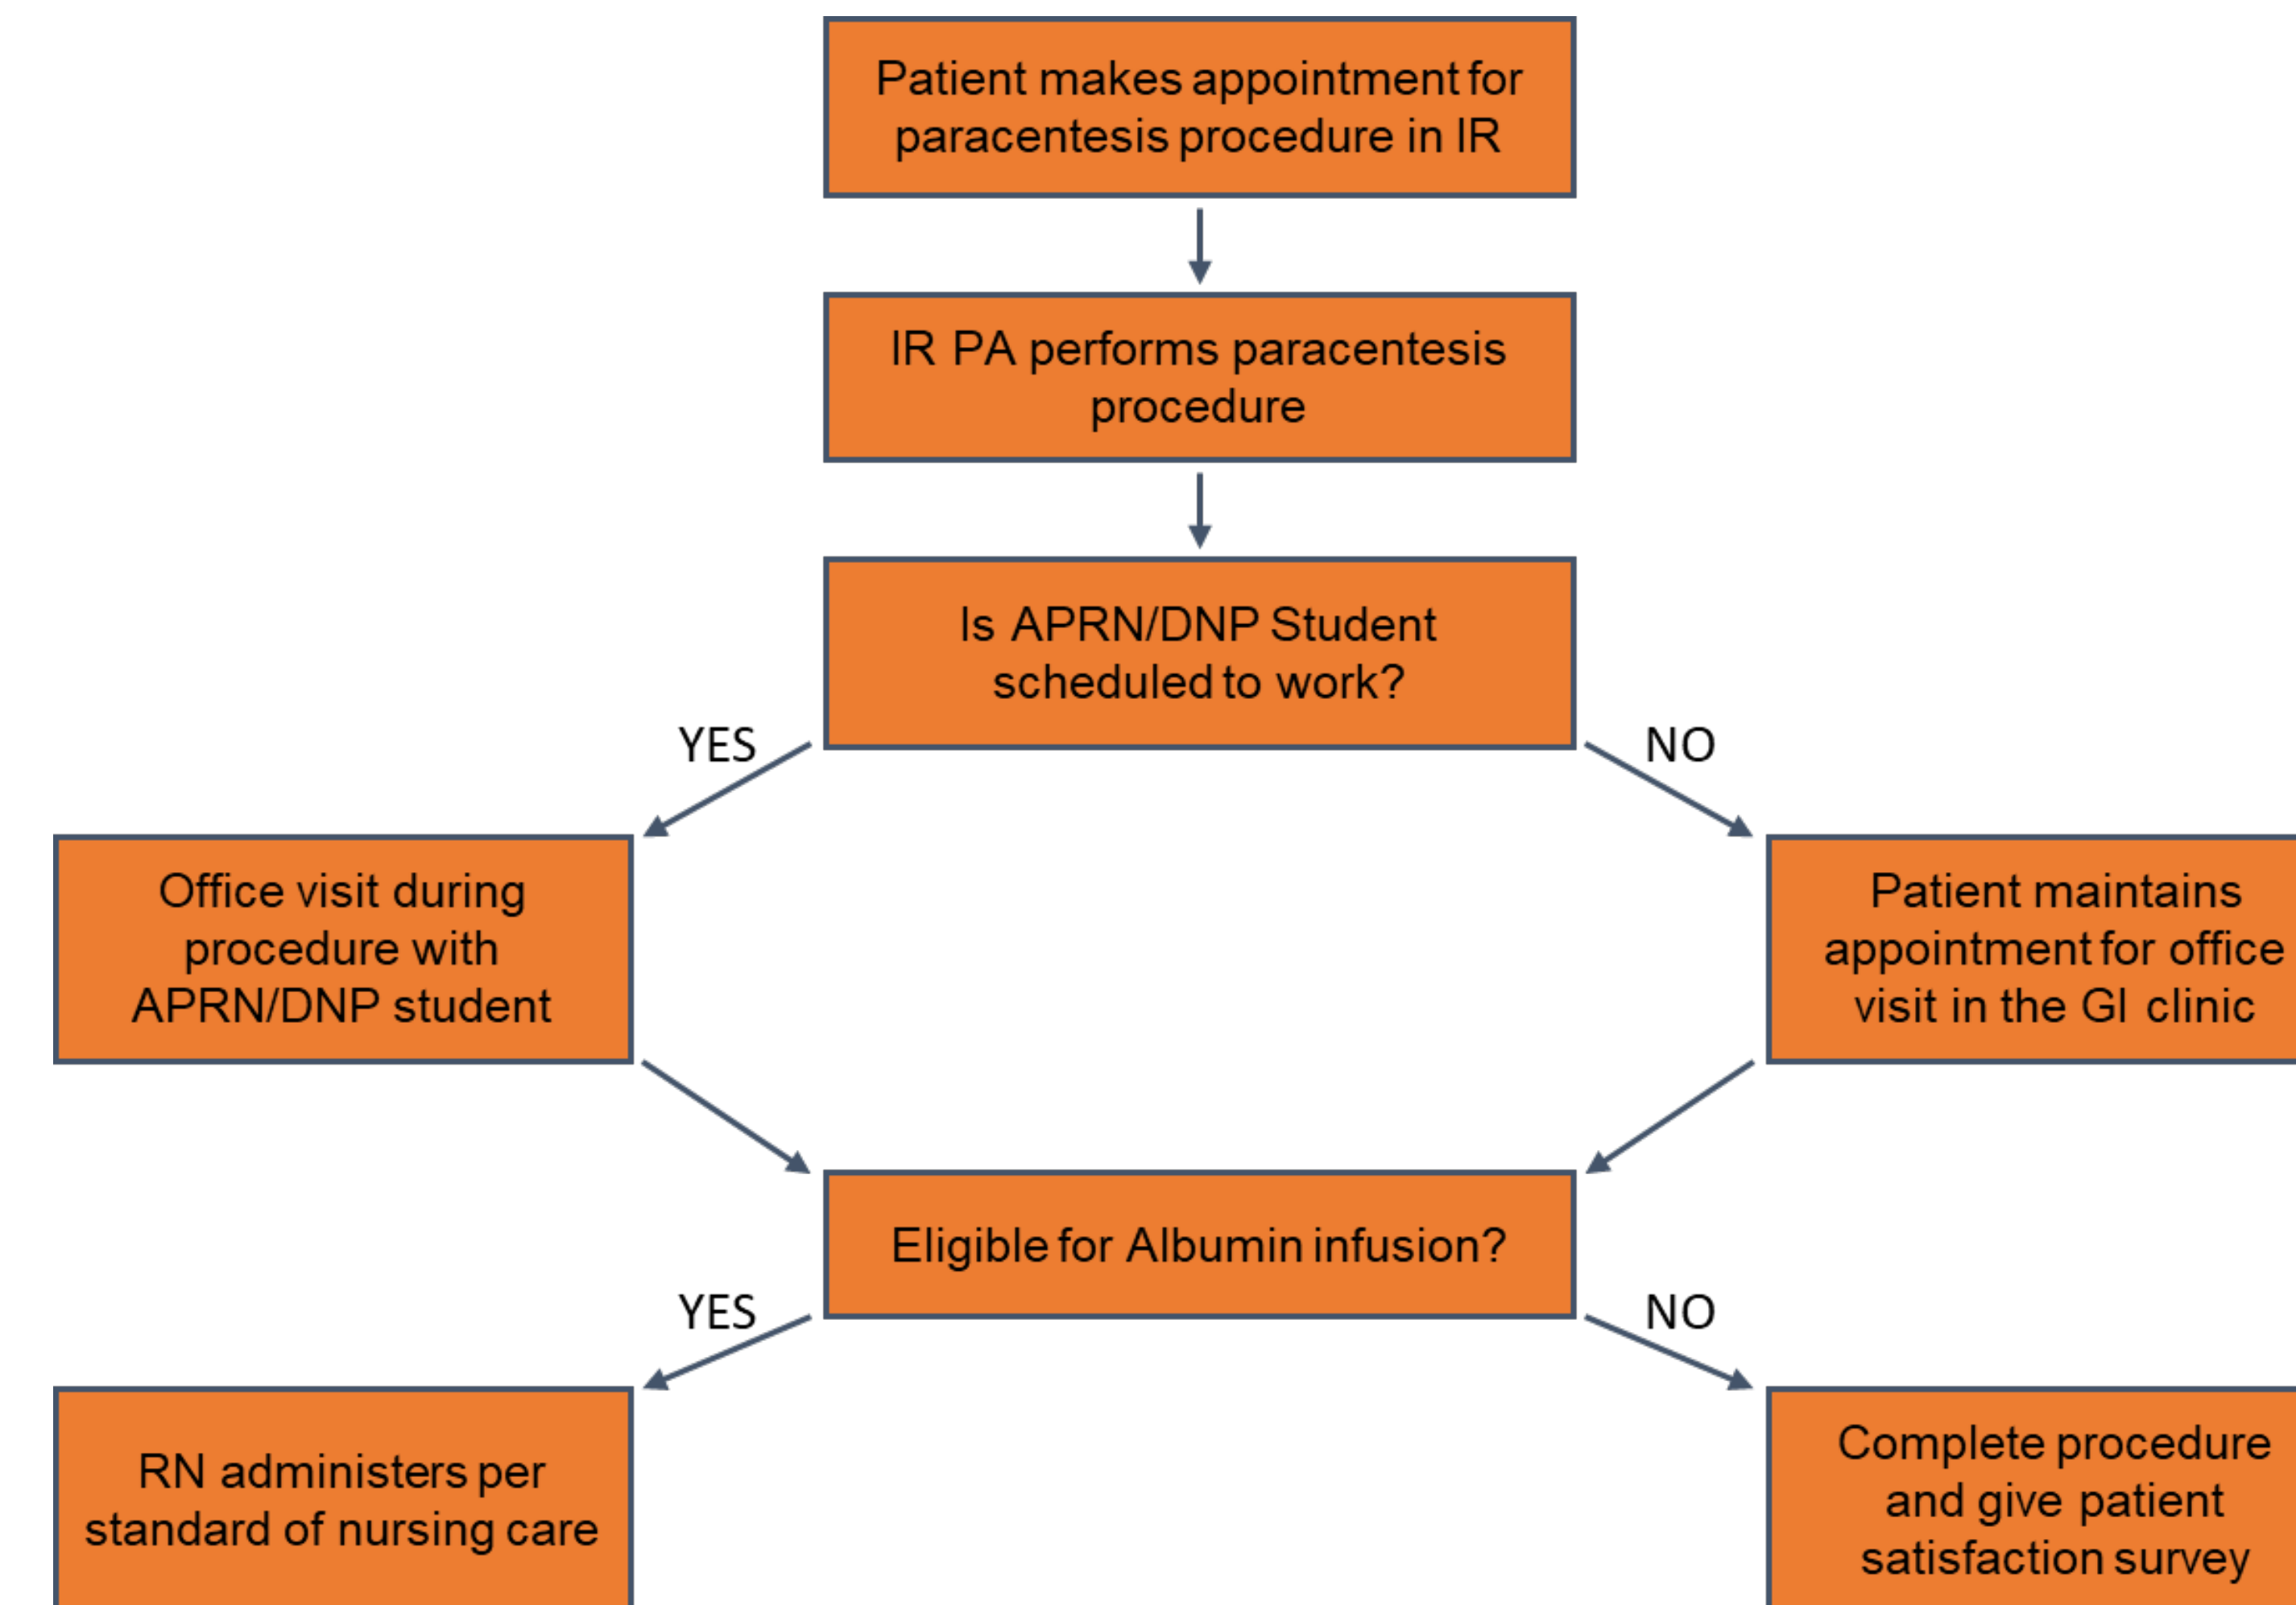 Patient makes appointment for
paracentesis procedure in IR
IR PA performs paracentesis
procedure
Is APRN/DNP Student
scheduled to work?
YES
NO
Office visit during
procedure with
APRN/DNP student
Patient maintains
appointment for office
visit in the GI clinic
Eligible for Albumin infusion?
YES
NO
RN administers per
standard of nursing care
Complete procedure
and give patient
satisfaction survey